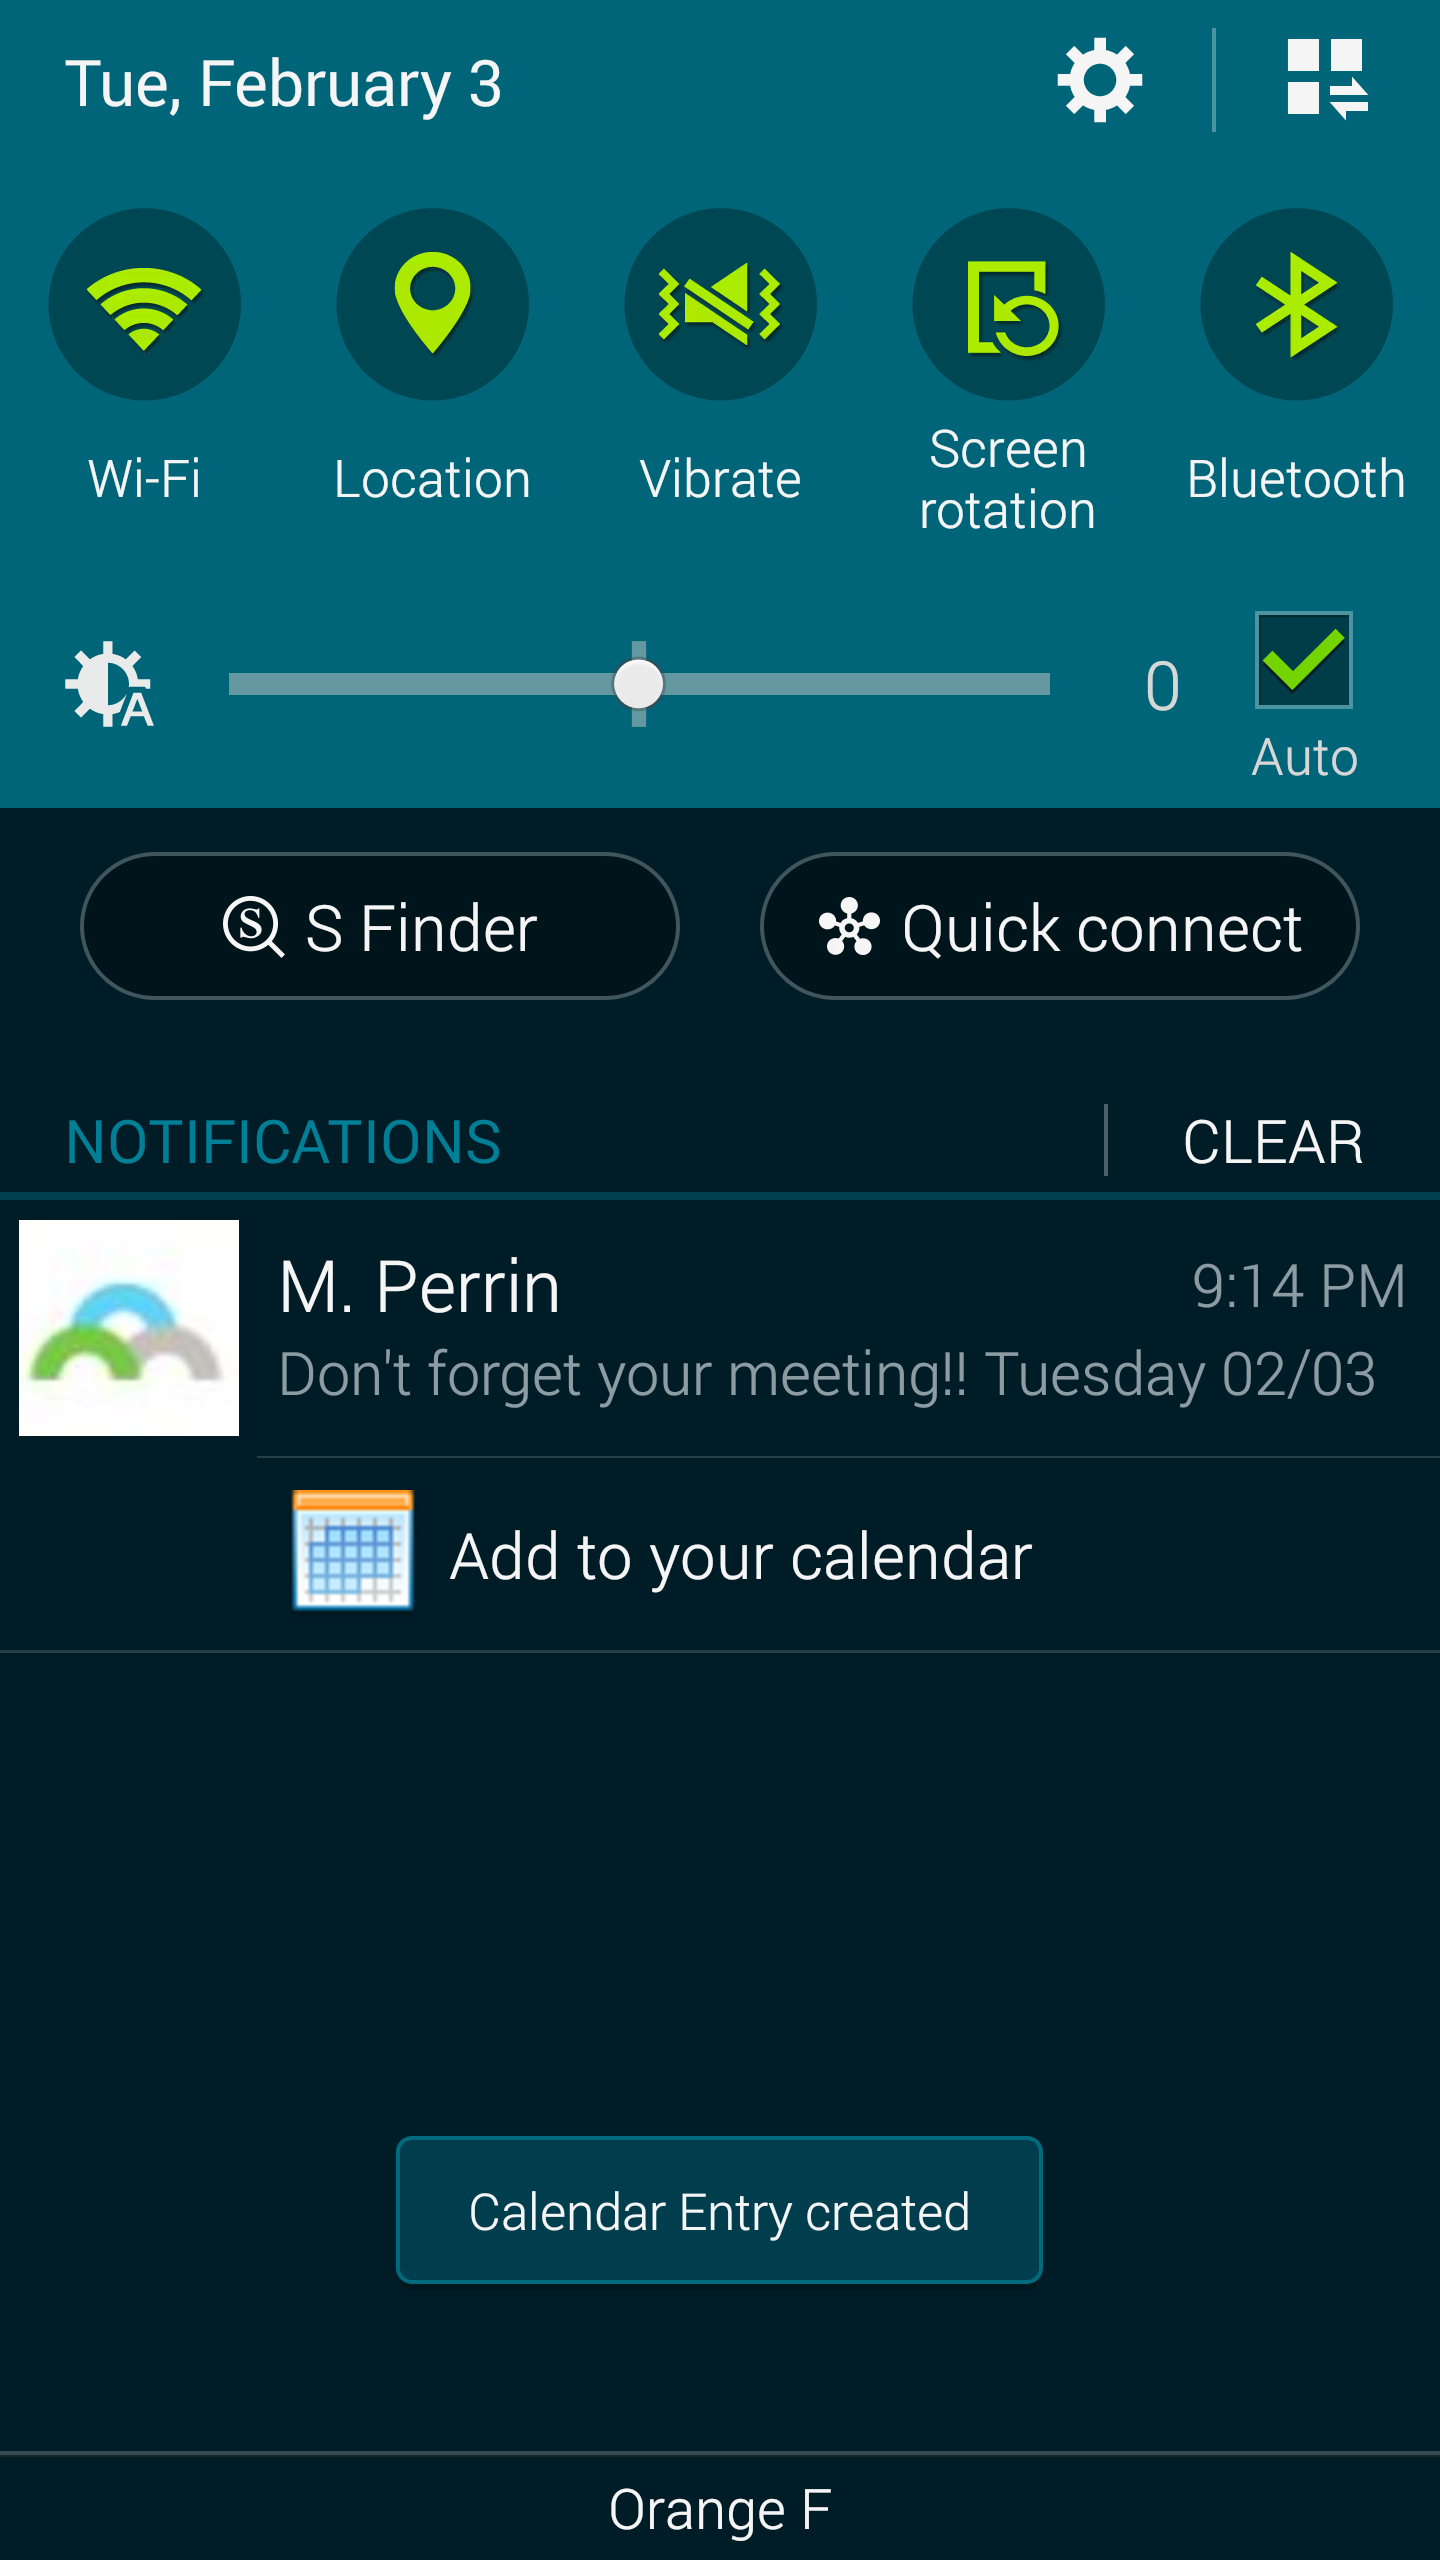 Tue, February 3
Wi-Fi
Location
Vibrate
Screen
rotation
Bluetooth
A
0
Auto
S
S Finder
Quick connect
NOTIFICATIONS
CLEAR
M. Perrin
9:14 PM
Don't forget your meeting!! Tuesday 02/03
Add to your calendar
Calendar Entry created
Orange F